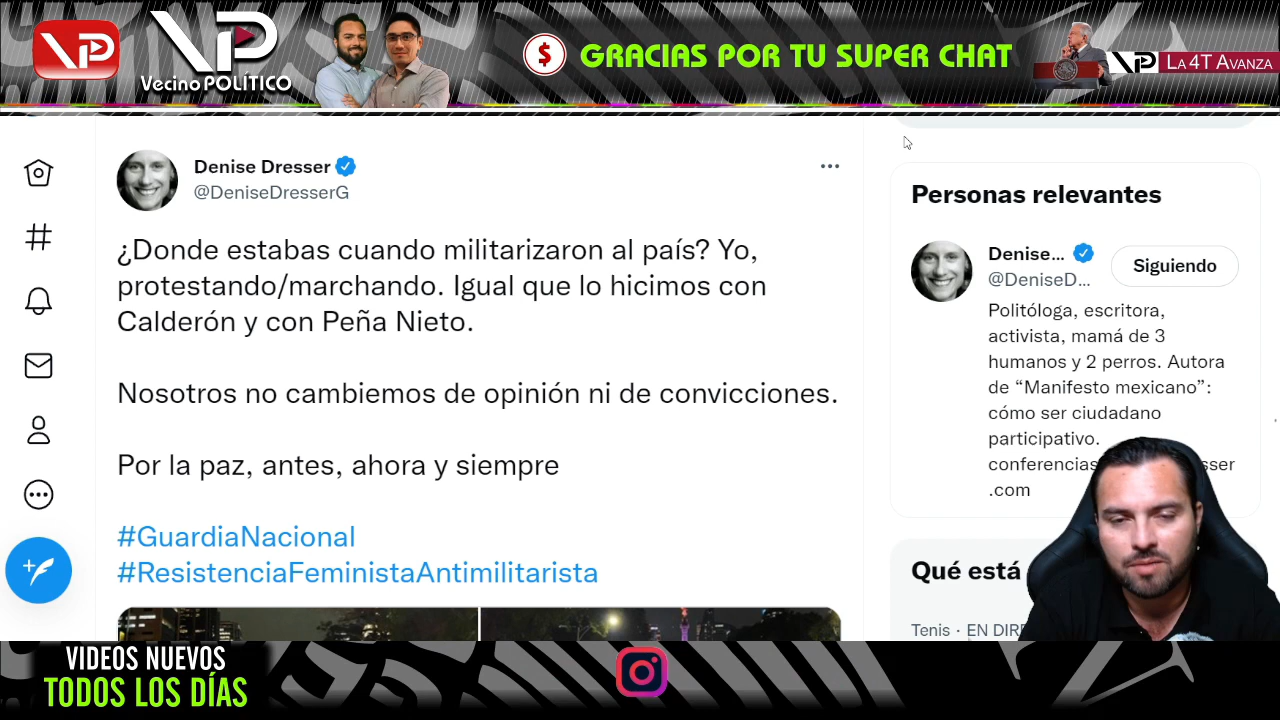 VP
VP
Vecino POLÍTICO
$ GRACIAS POR TU SUPER CHAT
VP LA 4T AVANZA
Denise Dresser
@DeniseDresserG
¿Donde estabas cuando militarizaron al país? Yo,
protestando/marchando. Igual que lo hicimos con
Calderón y con Peña Nieto.
Nosotros no cambiemos de opinión ni de convicciones.
Por la paz, antes, ahora y siempre
#GuardiaNacional
#ResistenciaFeministaAntimilitarista
Personas relevantes
Denise...
@DeniseD...
Siguiendo
Politóloga, escritora,
activista, mamá de 3
humanos y 2 perros. Autora
de “Manifesto mexicano”:
cómo ser ciudadano
participativo.
conferencias sser
.com
Qué está
Tenis · EN DIRE
VIDEOS NUEVOS
TODOS LOS DÍAS